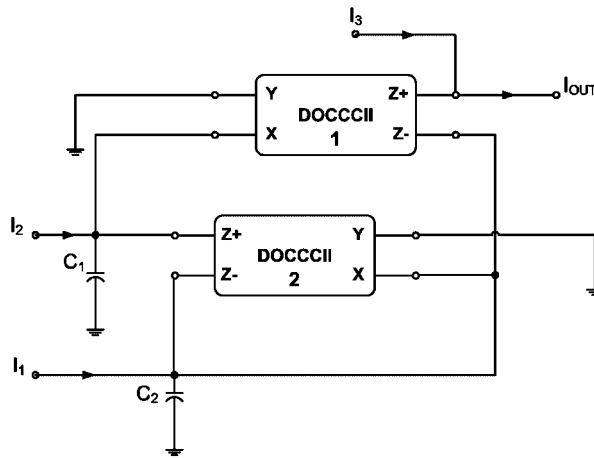 I3
Y
Z+
DOCCCII
1
X
Z-
IOUT
I2
Z+
Y
DOCCCII
2
Z-
X
C1
I1
C2